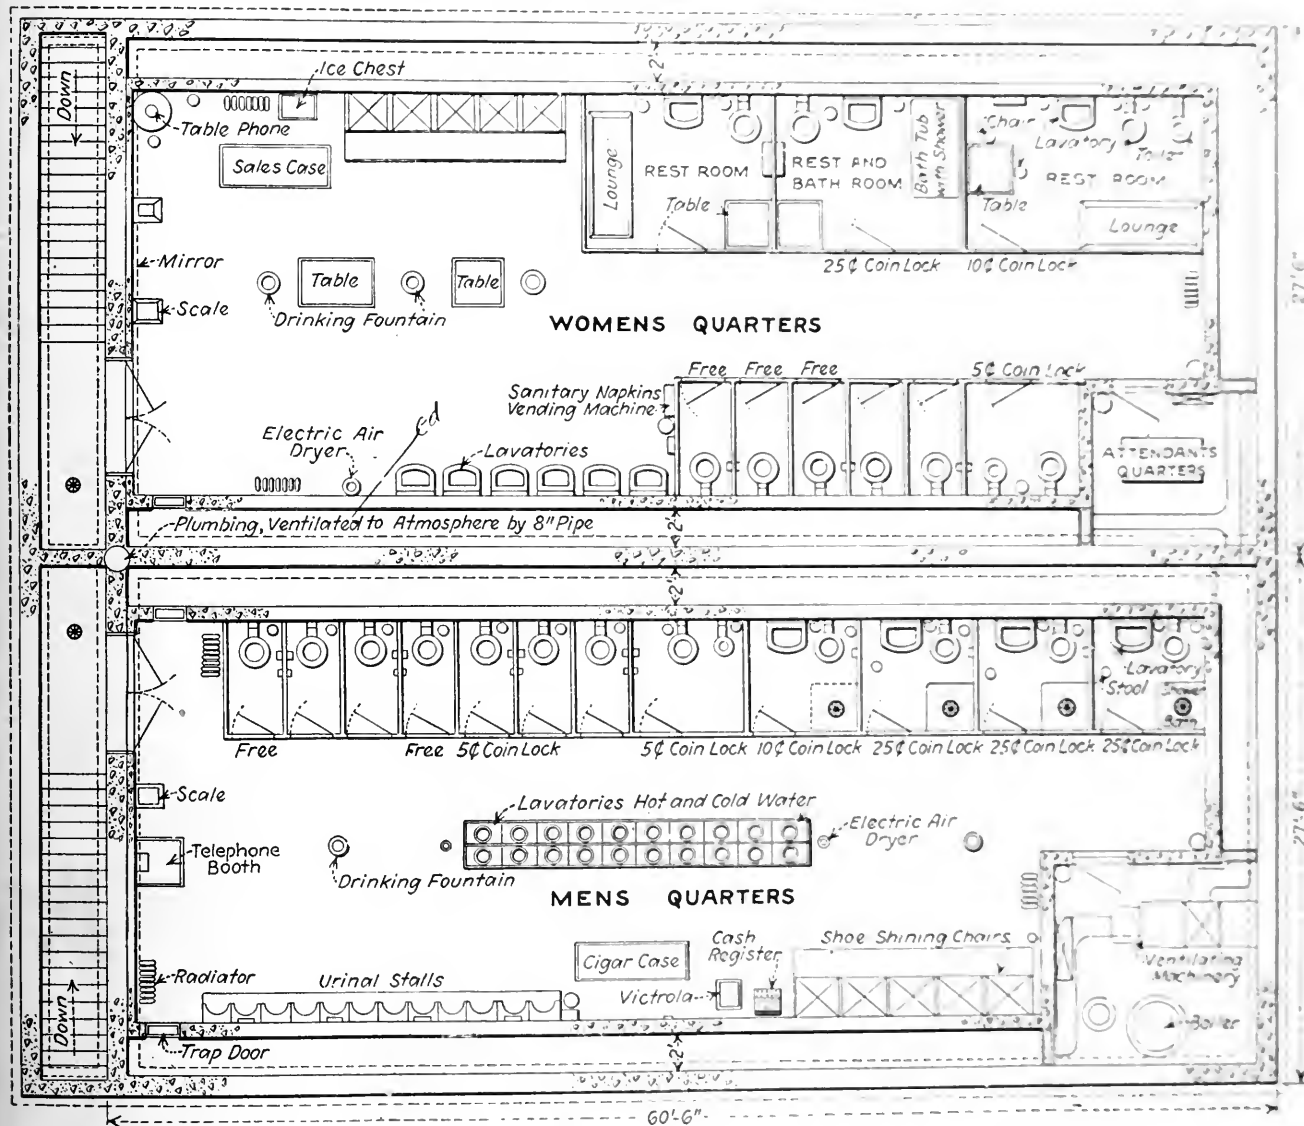 2'
Down
Ice Chest
Table Phone
Sales Case
Lounge
REST ROOM
Table
REST AND
BATH ROOM
Bath Tub
with Shower
Chair
Lavatory
Toilet
REST ROOM
Table
Lounge
25¢ Coin Lock
10¢ Coin Lock
Mirror
Scale
Table
Table
Drinking Fountain
WOMENS QUARTERS
27'6"
Free
Free
Free
5¢ Coin Lock
Sanitary Napkins
Vending Machine
Electric Air
Dryer
Lavatories
ATTENDANTS
QUARTERS
Plumbing, Ventilated to Atmosphere by 8" Pipe
2'
2'
Lavatory
Stool
Shower
Bath
Free
Free
5¢ Coin Lock
5¢ Coin Lock
10¢ Coin Lock
25¢ Coin Lock
25¢ Coin Lock
25¢ Coin Lock
Scale
Lavatories Hot and Cold Water
Electric Air
Dryer
Telephone
Booth
Drinking Fountain
MENS QUARTERS
27'-6"
Cash
Register
Shoe Shining Chairs
Cigar Case
Victrola
Radiator
Urinal Stalls
Ventilating
Machinery
Boiler
Down
Trap Door
2'
60'-6"